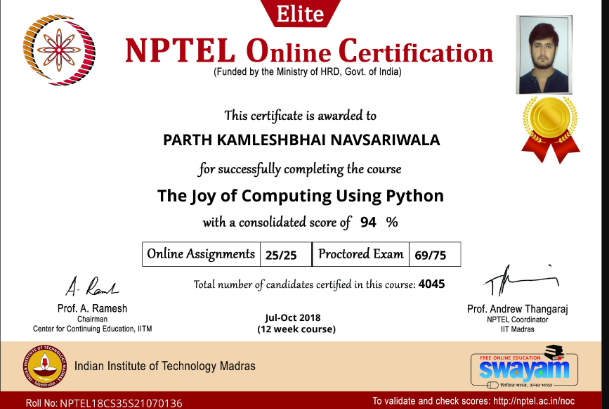 Elite
NPTEL Online Certification
(Funded by the Ministry of HRD, Govt. of India)
This certificate is awarded to
PARTH KAMLESHBHAI NAVSARIWALA
for successfully completing the course
The Joy of Computing Using Python
with a consolidated score of 94 %
Online Assignments 25/25 Proctored Exam 69/75
Total number of candidates certified in this course: 4045
Prof. A. Ramesh
Chairman
Center for Continuing Education, IITM
Jul-Oct 2018
(12 week course)
Prof. Andrew Thangaraj
NPTEL Coordinator
IIT Madras
Indian Institute of Technology Madras
FREE ONLINE EDUCATION
swayam
Roll No: NPTEL18CS35S21070136
To validate and check scores: http://nptel.ac.in/noc